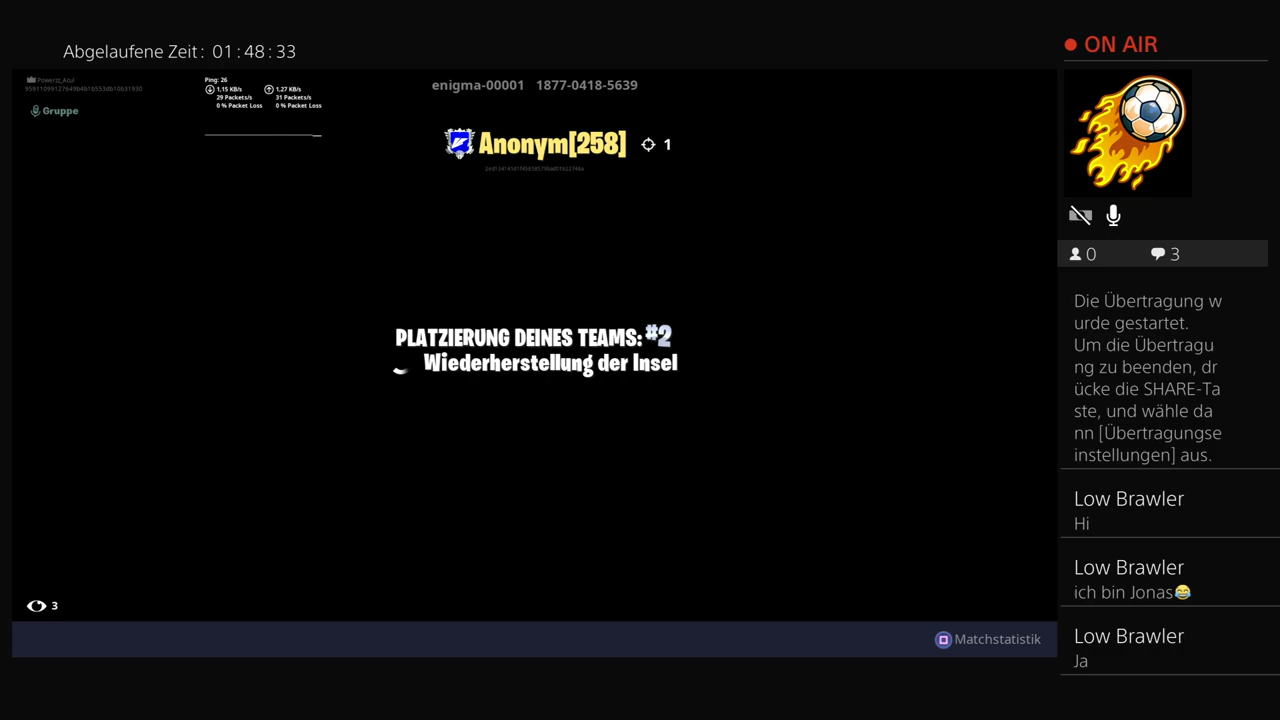 Abgelaufene Zeit: 01:48:33
ON AIR
Powerzz_Acul
Gruppe
Ping: 26
1,15 KB/s
1,27 KB/s
29 Packets/s
31 Packets/s
0 % Packet Loss
0 % Packet Loss
enigma-00001 1877-0418-5639
Anonym[258] 1
PLATZIERUNG DEINES TEAMS: #2
Wiederherstellung der Insel
3
Matchstatistik
0 3
Die Übertragung w
urde gestartet.
Um die Übertragu
ng zu beenden, dr
ücke die SHARE-Ta
ste, und wähle da
nn [Übertragungse
instellungen] aus.
Low Brawler
Hi
Low Brawler
ich bin Jonas😂
Low Brawler
Ja